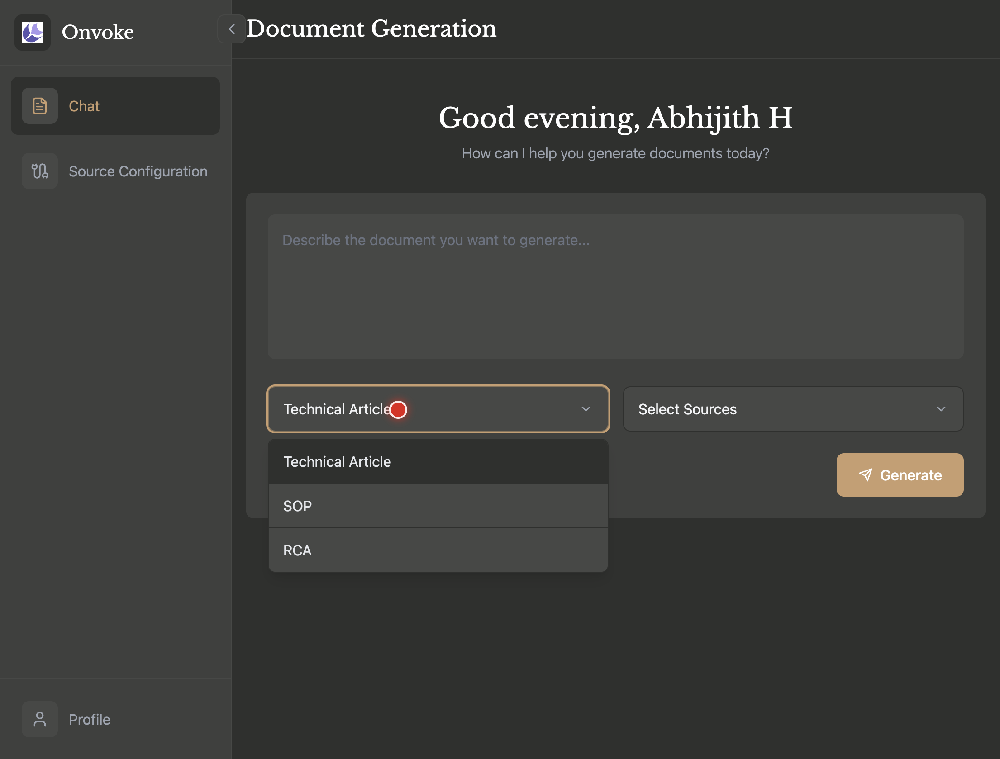 Onvoke
Document Generation
Chat
Source Configuration
Good evening, Abhijith H
How can I help you generate documents today?
Describe the document you want to generate...
Technical Article
Select Sources
Technical Article
SOP
RCA
Generate
Profile